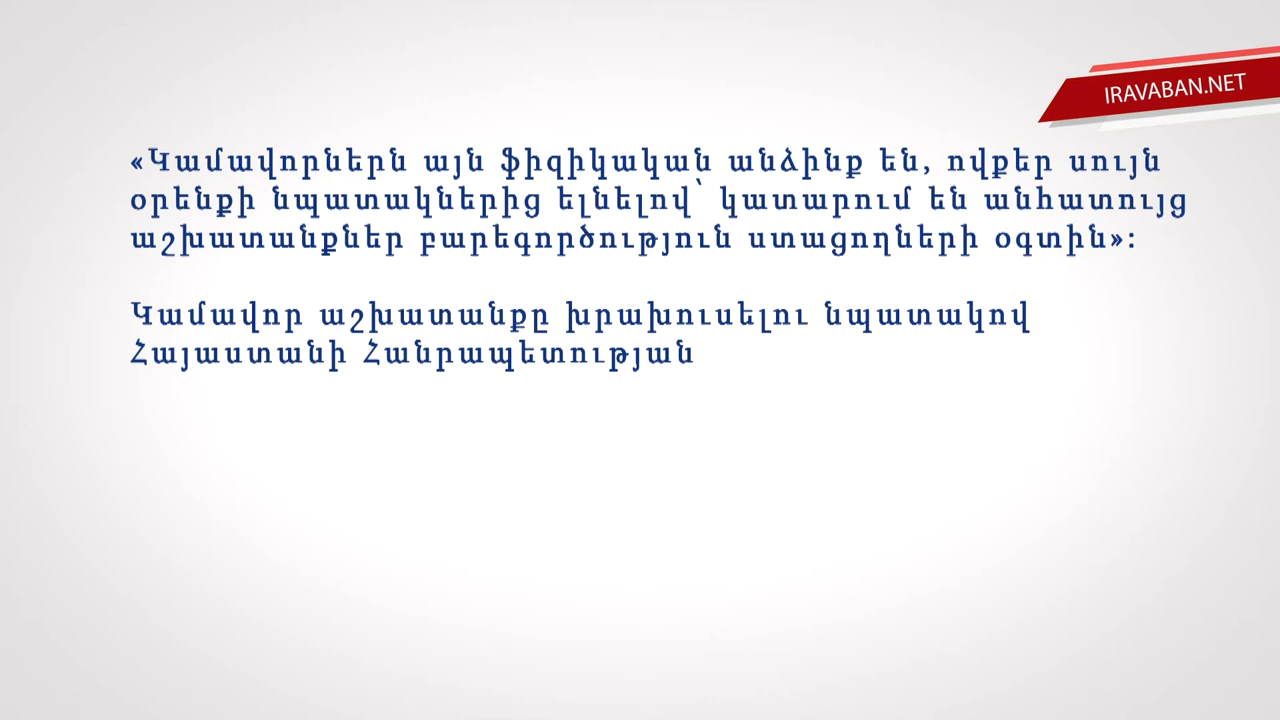 IRAVABAN.NET
«Կամավորներն այն ֆիզիկական անձինք են, ովքեր սույն
օրենքի նպատակներից ելնելով՝ կատարում են անհատույց
աշխատանքներ բարեգործություն ստացողների օգտին»:
Կամավոր աշխատանքը խրախուսելու նպատակով
Հայաստանի Հանրապետության